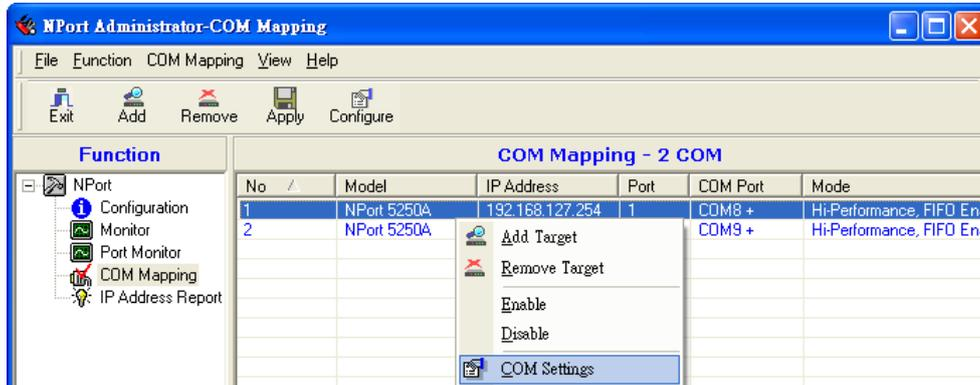 NPort Administrator-COM Mapping
File Function COM Mapping View Help
Exit Add Remove Apply Configure
Function
COM Mapping - 2 COM
NPort
Configuration
Monitor
Port Monitor
COM Mapping
IP Address Report
No Model IP Address Port COM Port Mode
1 NPort 5250A 192.168.127.254 1 COM8 + Hi-Performance, FIFO En
2 NPort 5250A COM9 + Hi-Performance, FIFO En
Add Target
Remove Target
Enable
Disable
COM Settings